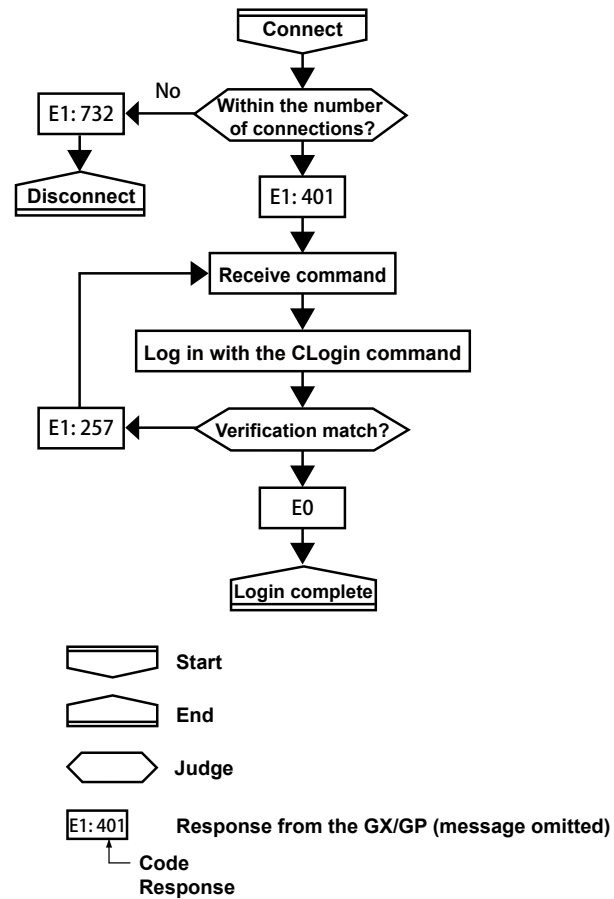 Connect
No
Within the number
of connections?
E1: 732
Disconnect
E1: 401
Receive command
Log in with the CLogin command
E1: 257
Verification match?
E0
Login complete
Start
End
Judge
E1: 401
Response from the GX/GP (message omitted)
Code
Response